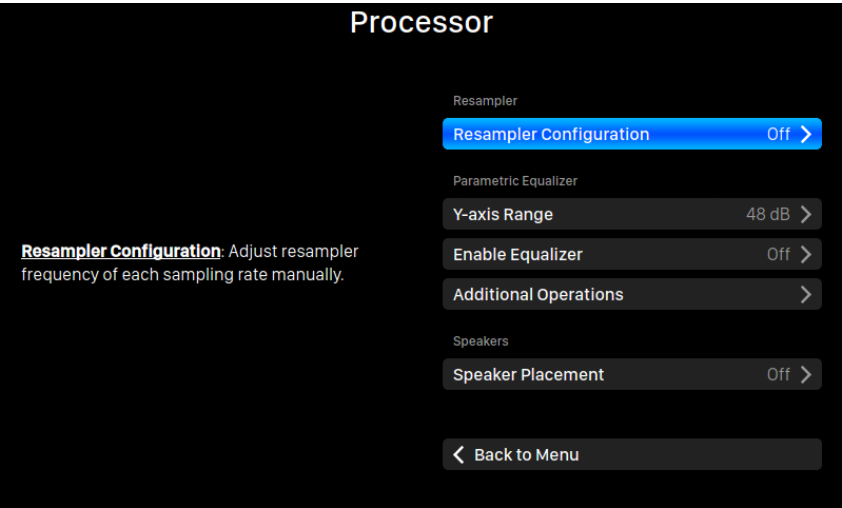 Processor
Resampler
Resampler Configuration Off
Parametric Equalizer
Y-axis Range 48 dB
Enable Equalizer Off
Additional Operations
Speakers
Speaker Placement Off
Back to Menu
Resampler Configuration: Adjust resampler
frequency of each sampling rate manually.